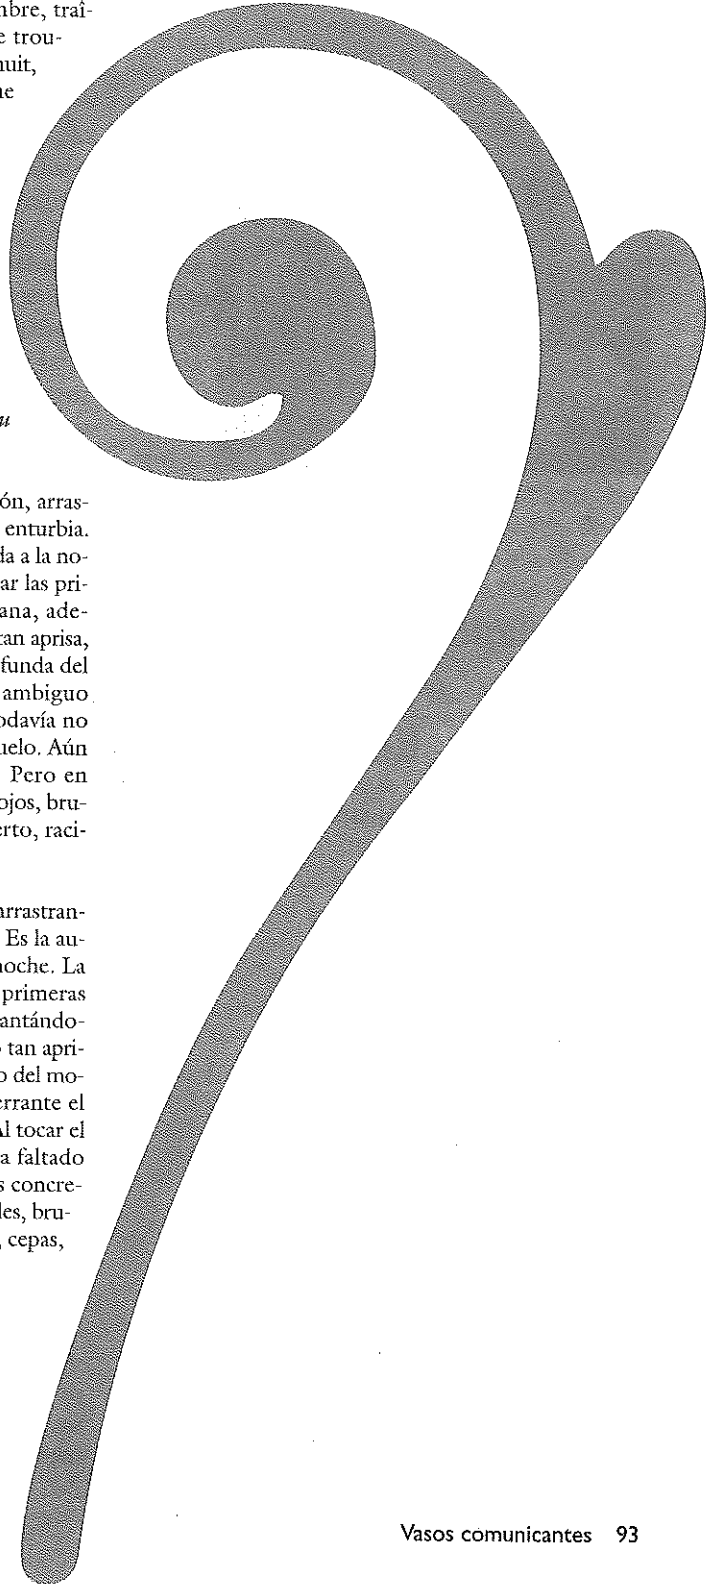 mbre, traî-
e trou-
nuit,
ne
u
ón, arras-
enturbia.
da a la no-
ar las pri-
ana, ade-
tan aprisa,
funda del
ambiguo
odavía no
uelo. Aún
Pero en
ojos, bru-
erto, raci-
arrastran-
Es la au-
noche. La
primeras
antándo-
o tan apri-
o del mo-
errante el
Al tocar el
a faltado
s concre-
les, bru-
, cepas,
Vasos comunicantes 93